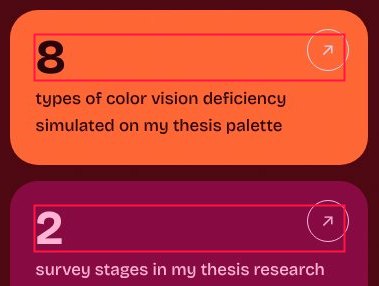 8
types of color vision deficiency
simulated on my thesis palette
2
survey stages in my thesis research